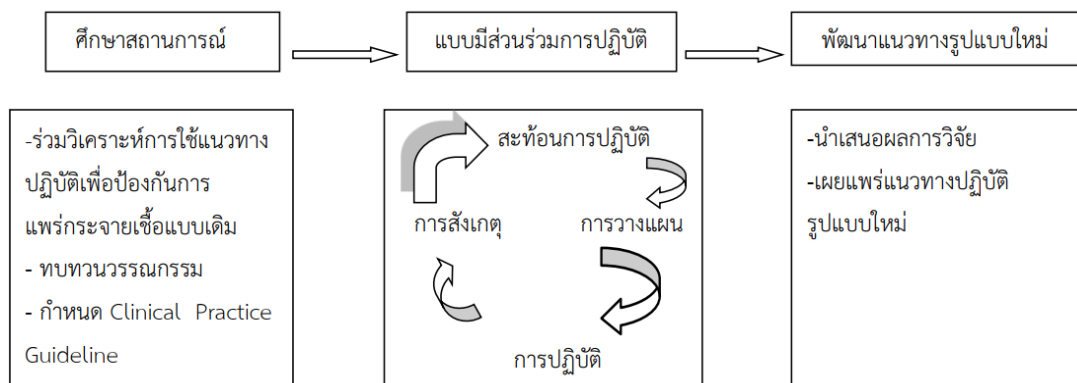 ศึกษาสถานการณ์
แบบมีส่วนร่วมการปฏิบัติ
พัฒนาแนวทางรูปแบบใหม่
-ร่วมวิเคราะห์การใช้แนวทาง
ปฏิบัติเพื่อป้องกันการ
แพร่กระจายเชื้อแบบเดิม
- ทบทวนวรรณกรรม
- กำหนด Clinical Practice
Guideline
สะท้อนการปฏิบัติ
การสังเกตุ
การวางแผน
การปฏิบัติ
-นำเสนอผลการวิจัย
-เผยแพร่แนวทางปฏิบัติ
รูปแบบใหม่